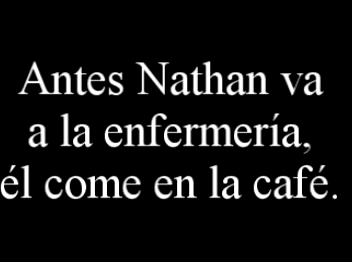 Antes Nathan va
a la enfermería,
él come en la café.